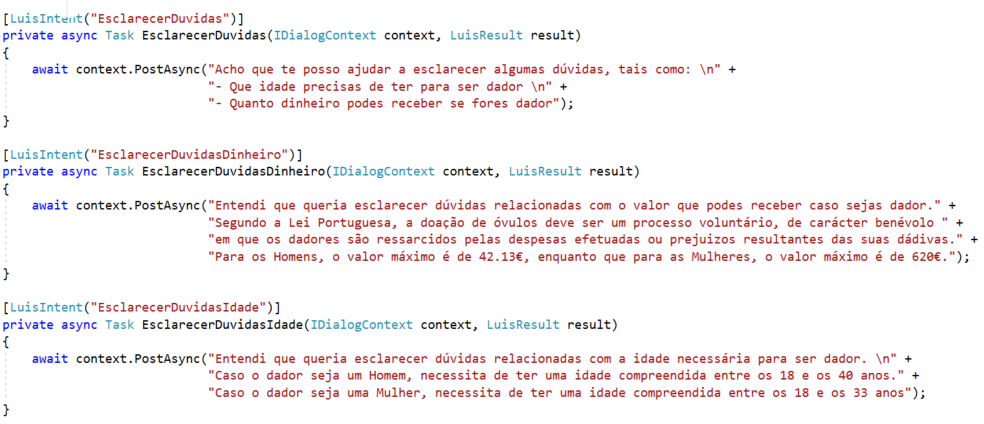 [LuisIntent("EsclarecerDuvidas")]
private async Task EsclarecerDuvidas(IDialogContext context, LuisResult result)
{
    await context.PostAsync("Acho que te posso ajudar a esclarecer algumas dúvidas, tais como: \n" +
                            "- Que idade precisas de ter para ser dador \n" +
                            "- Quanto dinheiro podes receber se fores dador");
}
[LuisIntent("EsclarecerDuvidasDinheiro")]
private async Task EsclarecerDuvidasDinheiro(IDialogContext context, LuisResult result)
{
    await context.PostAsync("Entendi que queria esclarecer dúvidas relacionadas com o valor que podes receber caso sejas dador." +
                            "Segundo a Lei Portuguesa, a doação de óvulos deve ser um processo voluntário, de carácter benévolo " +
                            "em que os dadores são ressarcidos pelas despesas efetuadas ou prejuizos resultantes das suas dádivas." +
                            "Para os Homens, o valor máximo é de 42.13€, enquanto que para as Mulheres, o valor máximo é de 620€.");
}
[LuisIntent("EsclarecerDuvidasIdade")]
private async Task EsclarecerDuvidasIdade(IDialogContext context, LuisResult result)
{
    await context.PostAsync("Entendi que queria esclarecer dúvidas relacionadas com a idade necessária para ser dador. \n" +
                            "Caso o dador seja um Homem, necessita de ter uma idade compreendida entre os 18 e os 40 anos." +
                            "Caso o dador seja uma Mulher, necessita de ter uma idade compreendida entre os 18 e os 33 anos");
}